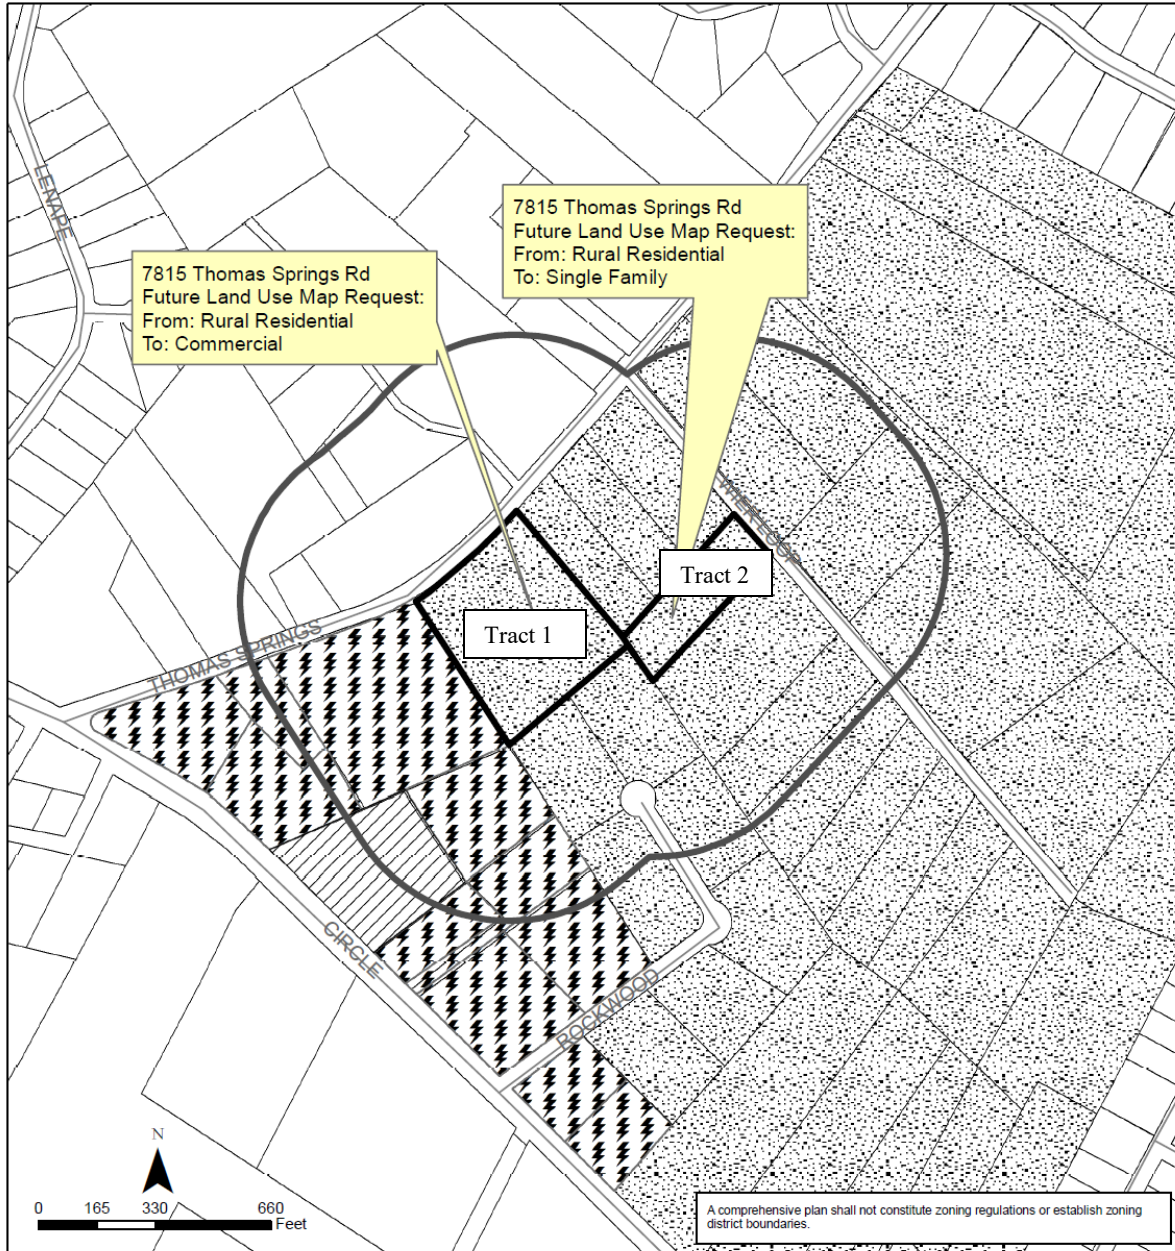 7815 Thomas Springs Rd
Future Land Use Map Request:
From: Rural Residential
To: Single Family
7815 Thomas Springs Rd
Future Land Use Map Request:
From: Rural Residential
To: Commercial
LENAPE
WIER LOOP
Tract 2
Tract 1
THOMAS SPRINGS
CIRCLE
ROCKWOOD
N
0 165 330 660
Feet
A comprehensive plan shall not constitute zoning regulations or establish zoning
district boundaries.